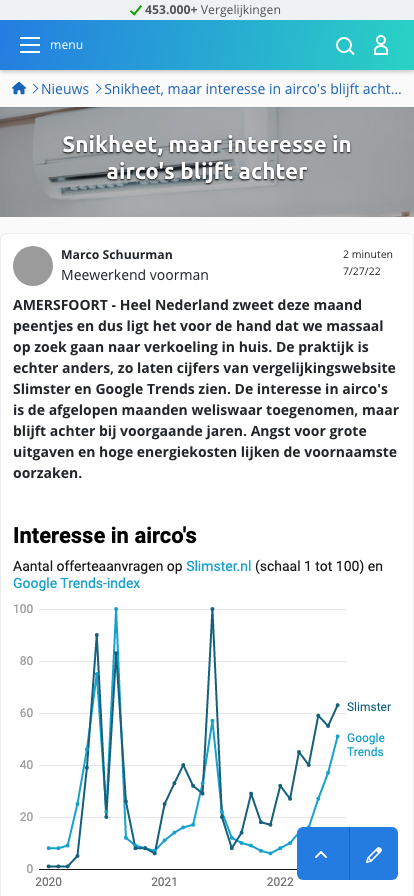 453.000+ Vergelijkingen
menu
Nieuws
Snikheet, maar interesse in airco's blijft acht...
Snikheet, maar interesse in
airco's blijft achter
Marco Schuurman
2 minuten
Meewerkend voorman
7/27/22
AMERSFOORT - Heel Nederland zweet deze maand
peentjes en dus ligt het voor de hand dat we massaal
op zoek gaan naar verkoeling in huis. De praktijk is
echter anders, zo laten cijfers van vergelijkingswebsite
Slimster en Google Trends zien. De interesse in airco's
is de afgelopen maanden weliswaar toegenomen, maar
blijft achter bij voorgaande jaren. Angst voor grote
uitgaven en hoge energiekosten lijken de voornaamste
oorzaken.
Interesse in airco's
Aantal offerteaanvragen op Slimster.nl (schaal 1 tot 100) en
Google Trends-index
100
80
60
40
20
0
Slimster
Google
Trends
2020
2021
2022